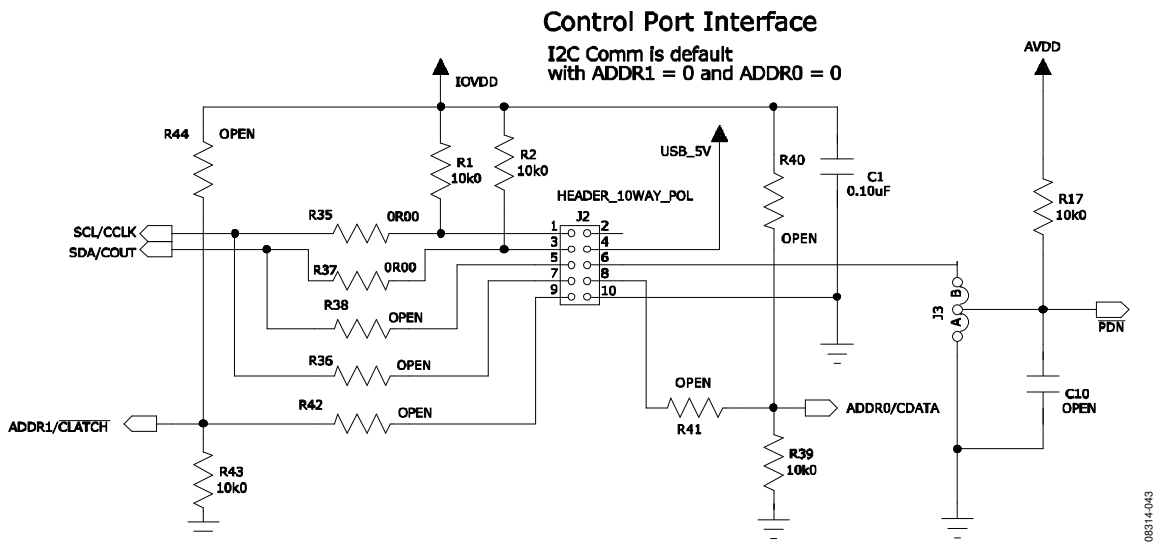 Control Port Interface
I2C Comm is default
with ADDR1 = 0 and ADDR0 = 0
AVDD
IOVDD
R44
OPEN
R1
10k0
R2
10k0
USB_5V
R40
OPEN
C1
0.10uF
R17
10k0
HEADER_10WAY_POL
J2
SCL/CCLK
SDA/COUT
R35
0R00
R37
0R00
1
2
3
4
5
6
7
8
9
10
R38
OPEN
R36
OPEN
R42
OPEN
J3
B
A
PDN
C10
OPEN
ADDR1/CLATCH
OPEN
R41
ADDR0/CDATA
R43
10k0
R39
10k0
08314-043